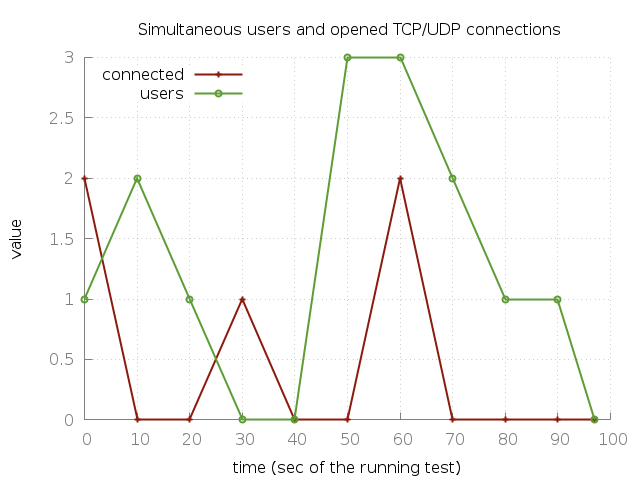 Simultaneous users and opened TCP/UDP connections
3
connected
users
2.5
2
value
1.5
1
0.5
0
0 10 20 30 40 50 60 70 80 90 100
time (sec of the running test)